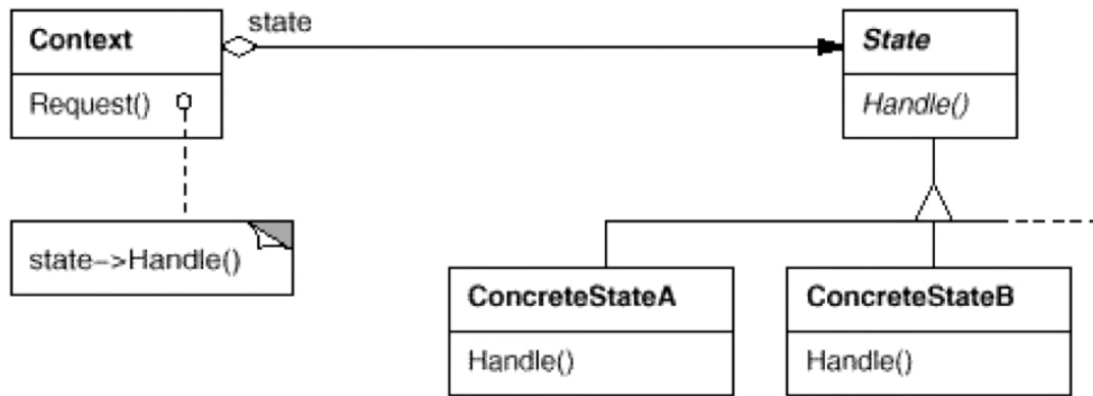 state
Context
State
Request()
Handle()
state->Handle()
ConcreteStateA
ConcreteStateB
Handle()
Handle()